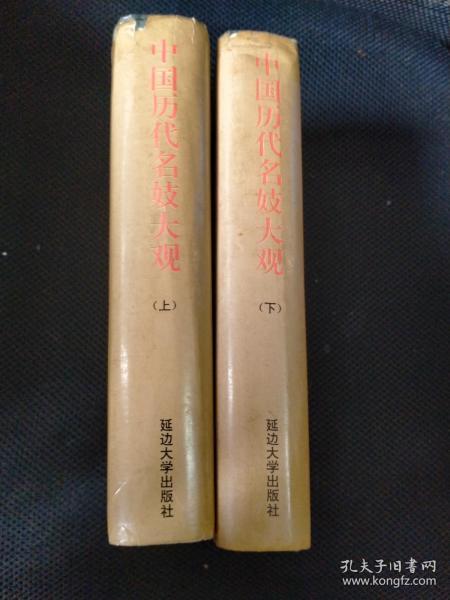 中国历代名妓大观
（上）
延边大学出版社
中国历代名妓大观
（下）
延边大学出版社
孔夫子旧书网
www.kongfz.com